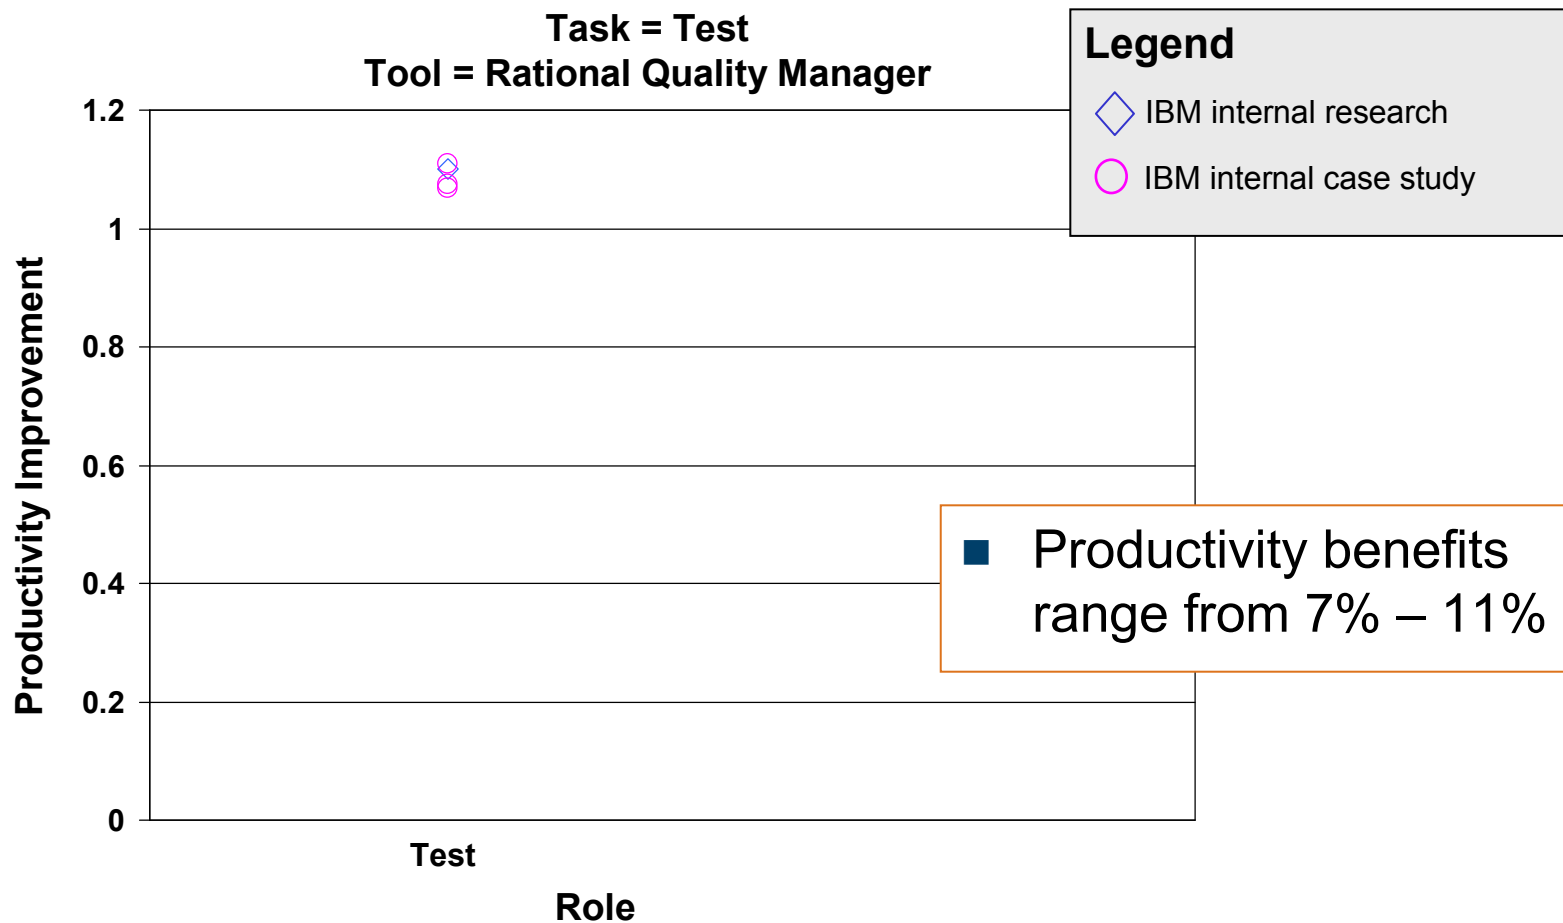 Task = Test
Tool = Rational Quality Manager
Legend
IBM internal research
IBM internal case study
1.2
1
0.8
0.6
0.4
0.2
0
Productivity Improvement
Productivity benefits
range from 7% – 11%
Test
Role